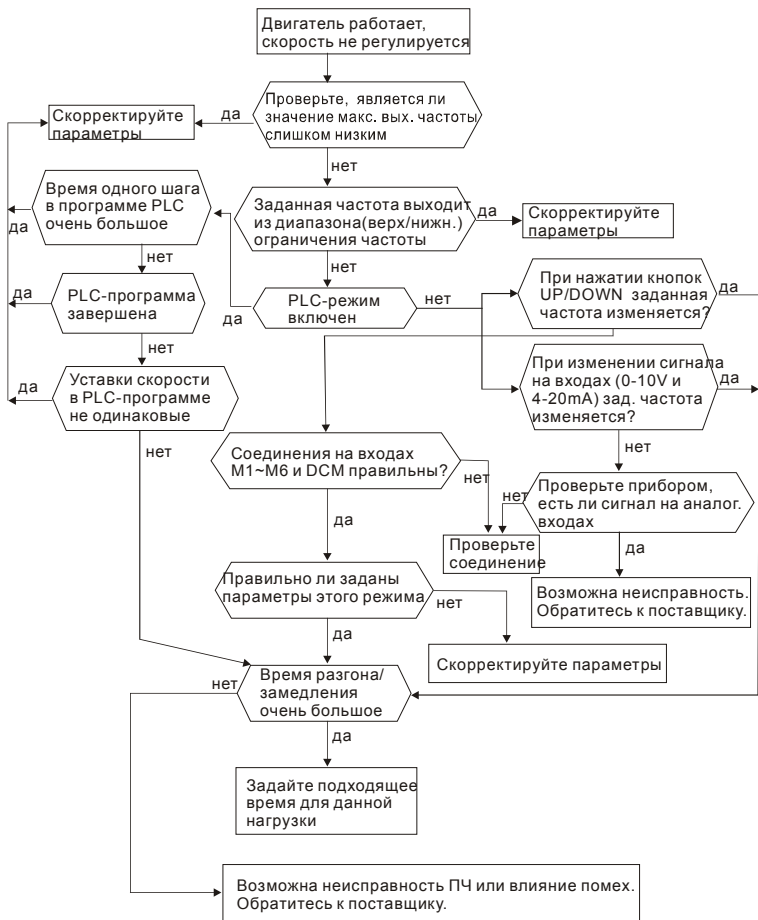 Двигатель работает,
скорость не регулируется
Проверьте, является ли
значение макс. вых. частоты
слишком низким
да
Скорректируйте
параметры
нет
Время одного шага
в программе PLC
очень большое
Заданная частота выходит
из диапазона(верх/нижн.)
ограничения частоты
да
Скорректируйте
параметры
да
нет
нет
PLC-программа
завершена
да
да
PLC-режим
включен
нет
При нажатии кнопок
UP/DOWN заданная
частота изменяется?
да
нет
Уставки скорости
в PLC-программе
не одинаковые
да
При изменении сигнала
на входах (0-10V и
4-20mA) зад. частота
изменяется?
да
нет
нет
Соединения на входах
M1~M6 и DCM правильны?
нет
нет
Проверьте прибором,
есть ли сигнал на аналог.
входах
да
Проверьте
соединение
да
Правильно ли заданы
параметры этого режима
нет
Возможна неисправность.
Обратитесь к поставщику.
да
Скорректируйте параметры
нет
Время разгона/
замедления
очень большое
да
Задайте подходящее
время для данной
нагрузки
Возможна неисправность ПЧ или влияние помех.
Обратитесь к поставщику.